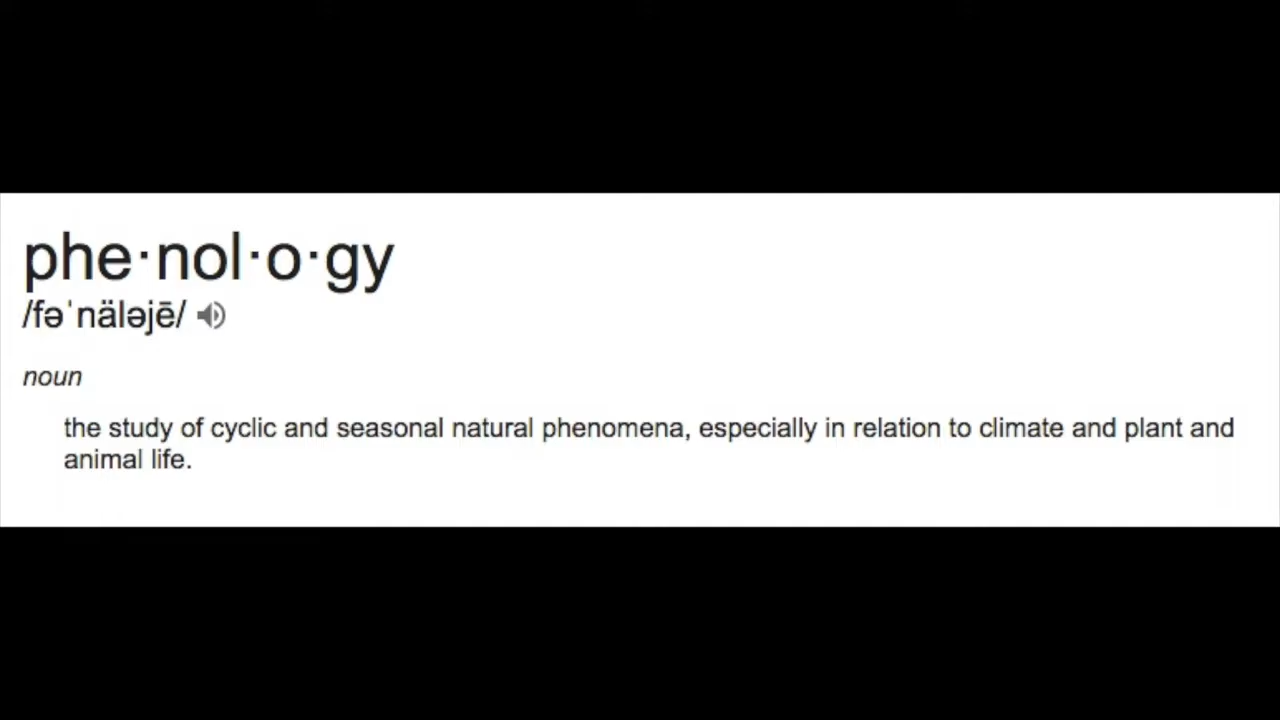 phe·nol·o·gy
/fəˈnäləjē/
noun
the study of cyclic and seasonal natural phenomena, especially in relation to climate and plant and
animal life.